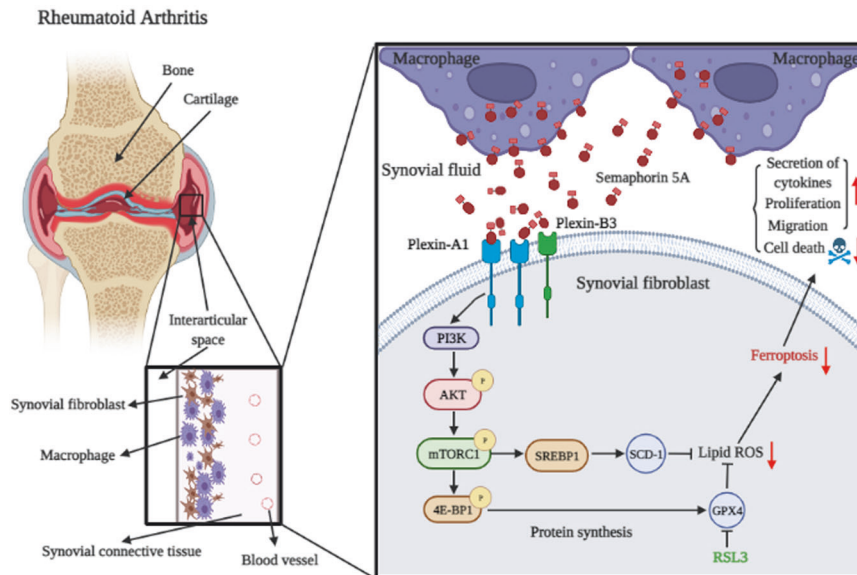 Rheumatoid Arthritis
Bone
Cartilage
Interarticular
space
Synovial fibroblast
Macrophage
Synovial connective tissue
Blood vessel
Macrophage
Macrophage
Synovial fluid
Semaphorin 5A
Secretion of
cytokines
Proliferation
Migration
Cell death
Plexin-A1
Plexin-B3
Synovial fibroblast
PI3K
P
AKT
P
mTORC1
SREBP1
SCD-1
Lipid ROS
Ferroptosis
P
4E-BP1
Protein synthesis
GPX4
RSL3